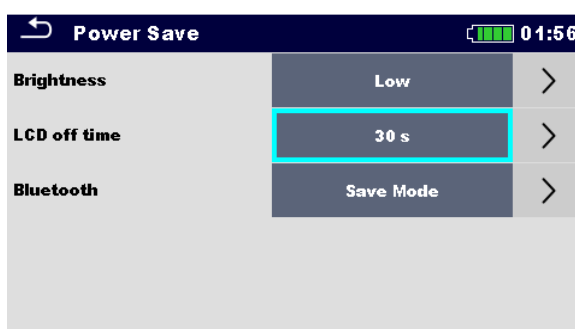 Power Save 01:56
Brightness Low
LCD off time 30 s
Bluetooth Save Mode